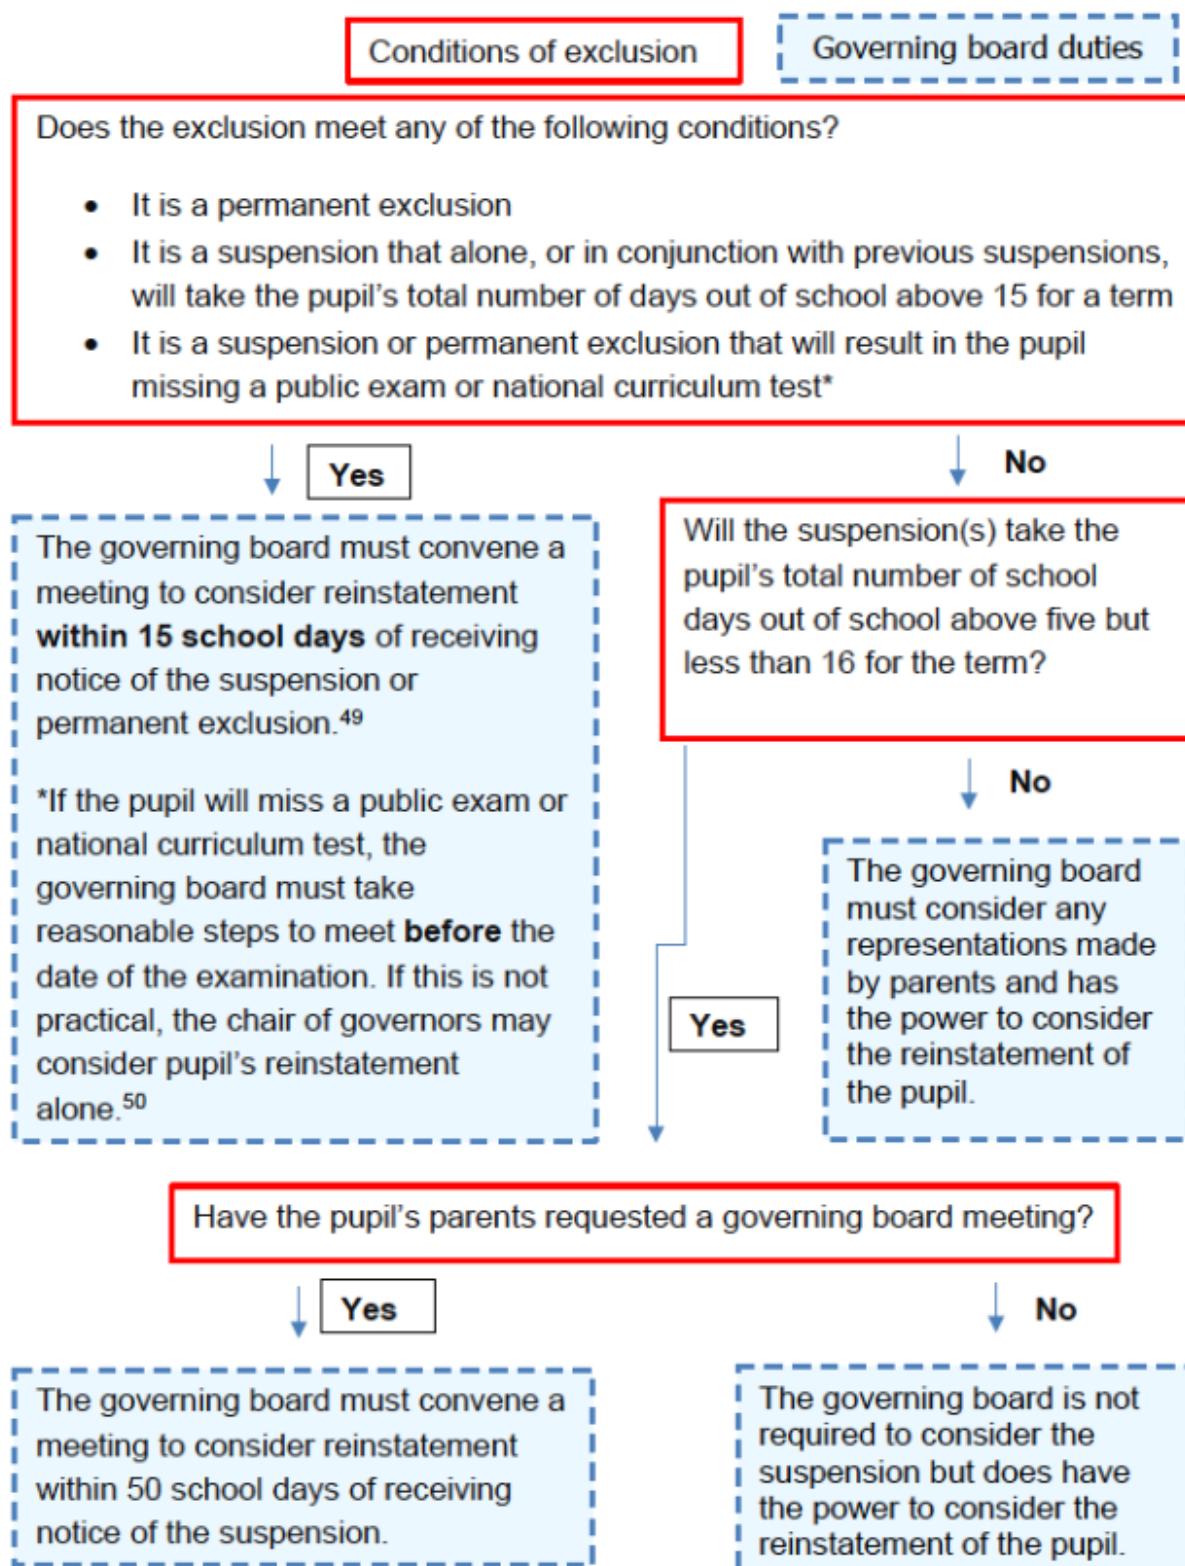 Conditions of exclusion
Governing board duties
Does the exclusion meet any of the following conditions?
• It is a permanent exclusion
• It is a suspension that alone, or in conjunction with previous suspensions,
will take the pupil's total number of days out of school above 15 for a term
• It is a suspension or permanent exclusion that will result in the pupil
missing a public exam or national curriculum test*
Yes
No
The governing board must convene a
meeting to consider reinstatement
within 15 school days of receiving
notice of the suspension or
permanent exclusion.49
*If the pupil will miss a public exam or
national curriculum test, the
governing board must take
reasonable steps to meet before the
date of the examination. If this is not
practical, the chair of governors may
consider pupil's reinstatement
alone.50
Will the suspension(s) take the
pupil's total number of school
days out of school above five but
less than 16 for the term?
No
The governing board
must consider any
representations made
by parents and has
the power to consider
the reinstatement of
the pupil.
Yes
Have the pupil's parents requested a governing board meeting?
Yes
No
The governing board must convene a
meeting to consider reinstatement
within 50 school days of receiving
notice of the suspension.
The governing board is not
required to consider the
suspension but does have
the power to consider the
reinstatement of the pupil.